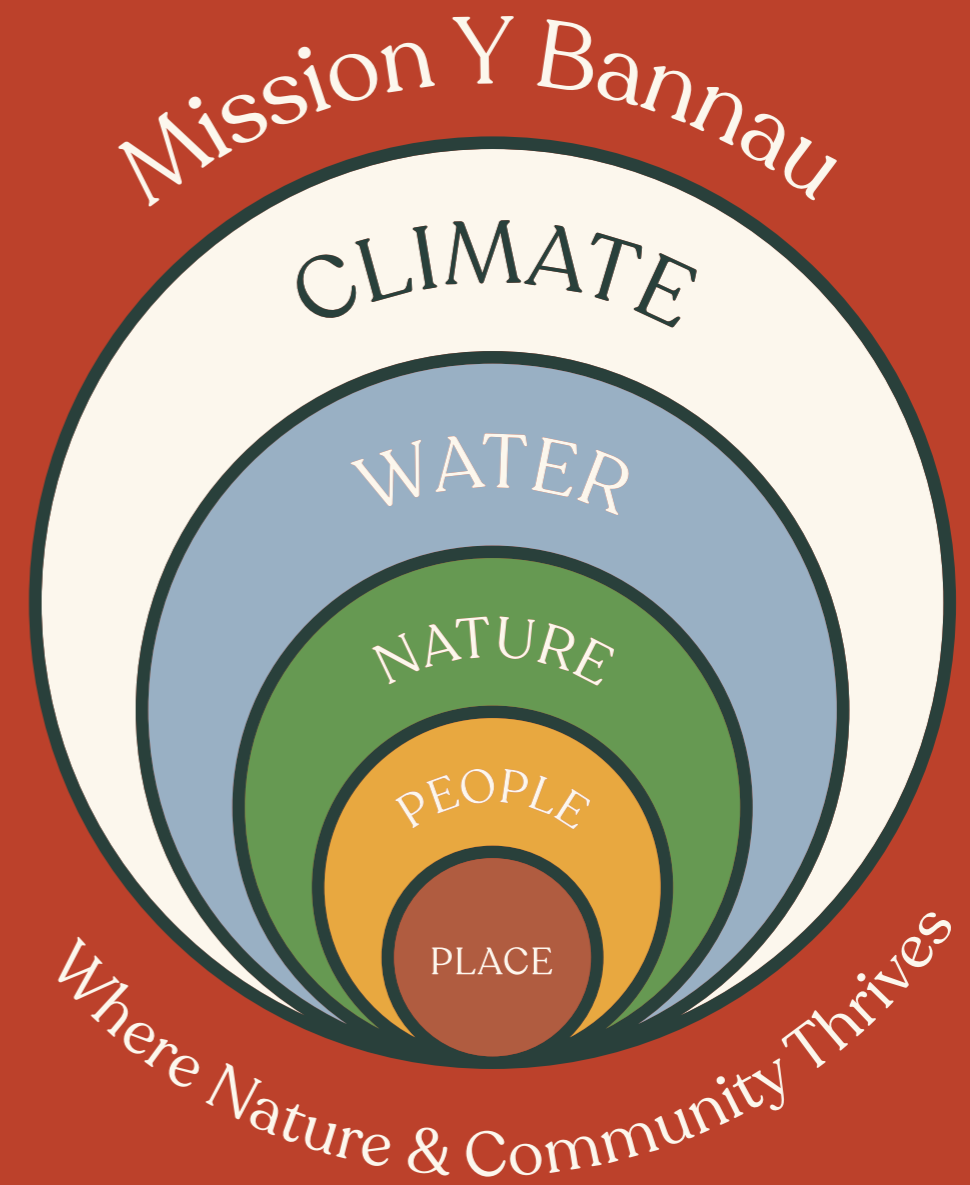 Mission Y Bannau
CLIMATE
WATER
NATURE
PEOPLE
PLACE
Where Nature & Community Thrives